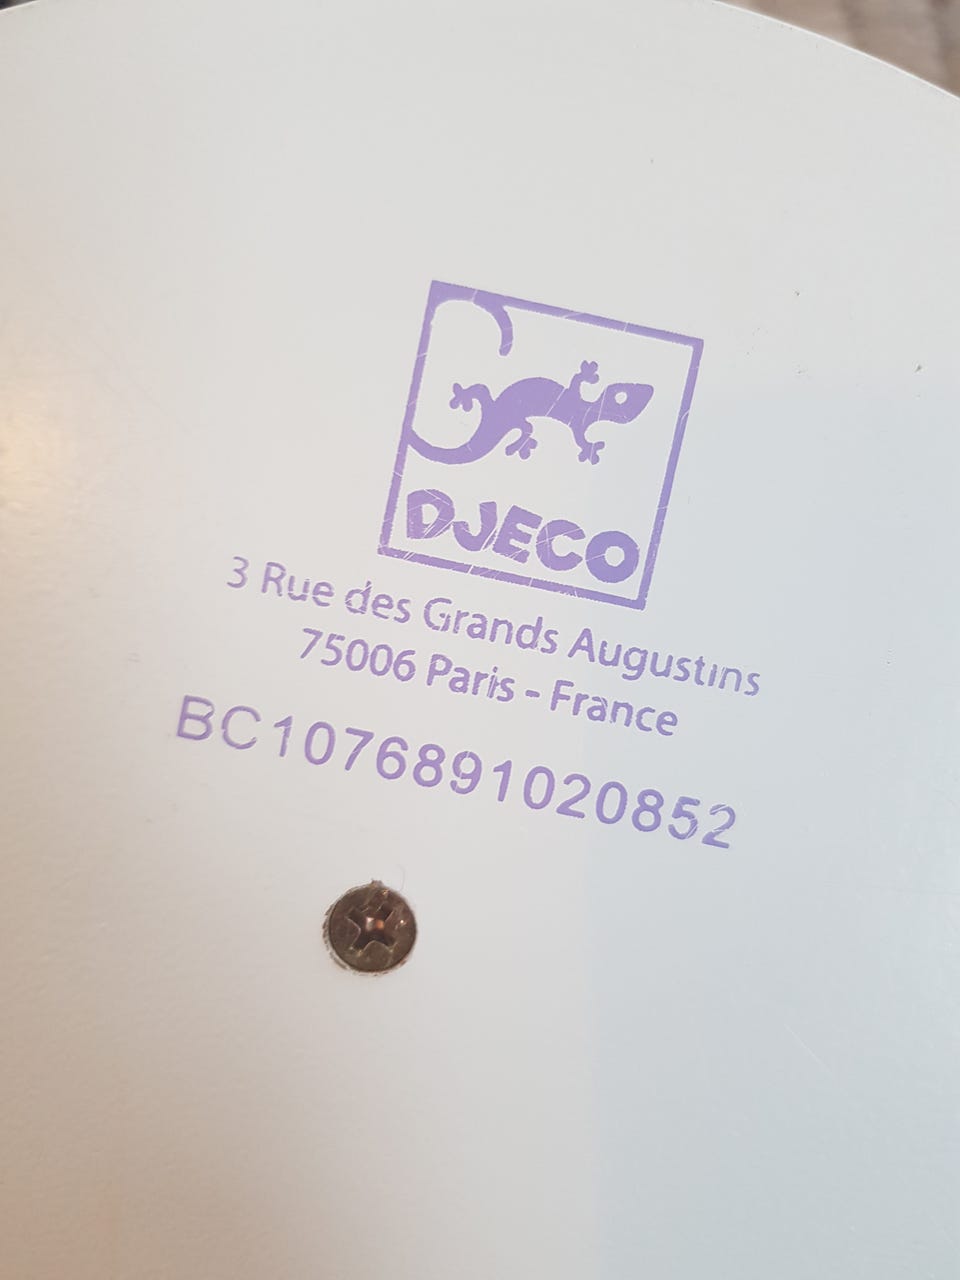 DJECO
3 Rue des Grands Augustins
75006 Paris - France
BC1076891020852